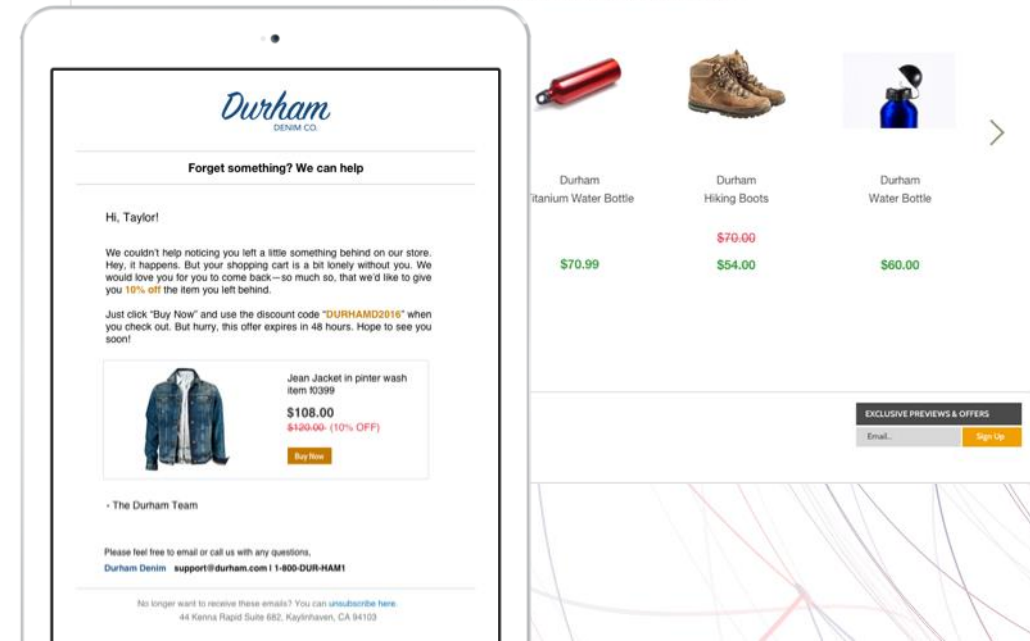 Durham
DENIM CO.
Forget something? We can help
Hi, Taylor!
We couldn't help noticing you left a little something behind on our store.
Hey, it happens. But your shopping cart is a bit lonely without you. We
would love you for you to come back—so much so, that we'd like to give
you 10% off the item you left behind.
Just click "Buy Now" and use the discount code "DURHAMD2016" when
you check out. But hurry, this offer expires in 48 hours. Hope to see you
soon!
Jean Jacket in pinter wash
item f0399
$108.00
$120.00 (10% OFF)
Buy Now
- The Durham Team
Please feel free to email or call us with any questions,
Durham Denim support@durham.com | 1-800-DUR-HAM1
No longer want to receive these emails? You can unsubscribe here.
44 Kenna Rapid Suite 682, Kaylinhaven, CA 94103
Durham
itanium Water Bottle
$70.99
Durham
Hiking Boots
$70.00
$54.00
Durham
Water Bottle
$60.00
EXCLUSIVE PREVIEWS & OFFERS
Email...
Sign Up